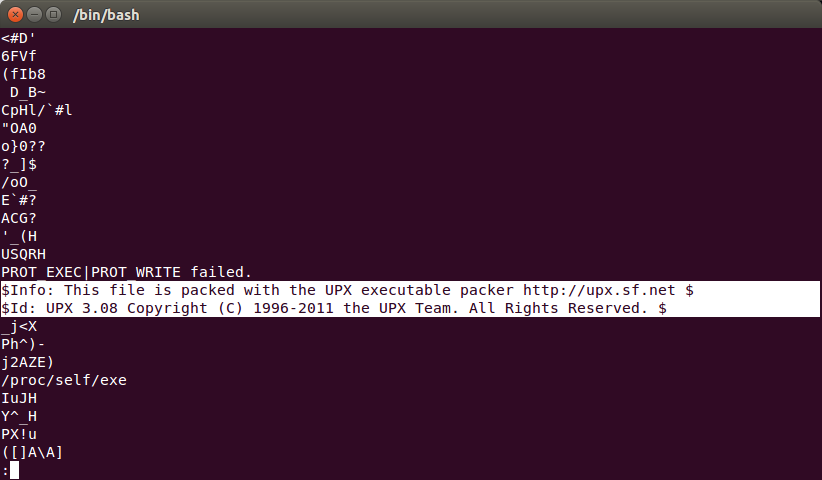 /bin/bash
<#D'
6FVf
(fIb8
 D_B~
CpHl/`#l
"OA0
o}0??
?_]$
/oO_
E`#?
ACG?
'_(H
USQRH
PROT_EXEC|PROT_WRITE failed.
$Info: This file is packed with the UPX executable packer http://upx.sf.net $
$Id: UPX 3.08 Copyright (C) 1996-2011 the UPX Team. All Rights Reserved. $
_j<X
Ph^)-
j2AZE)
/proc/self/exe
IuJH
Y^_H
PX!u
([]A\A]
: